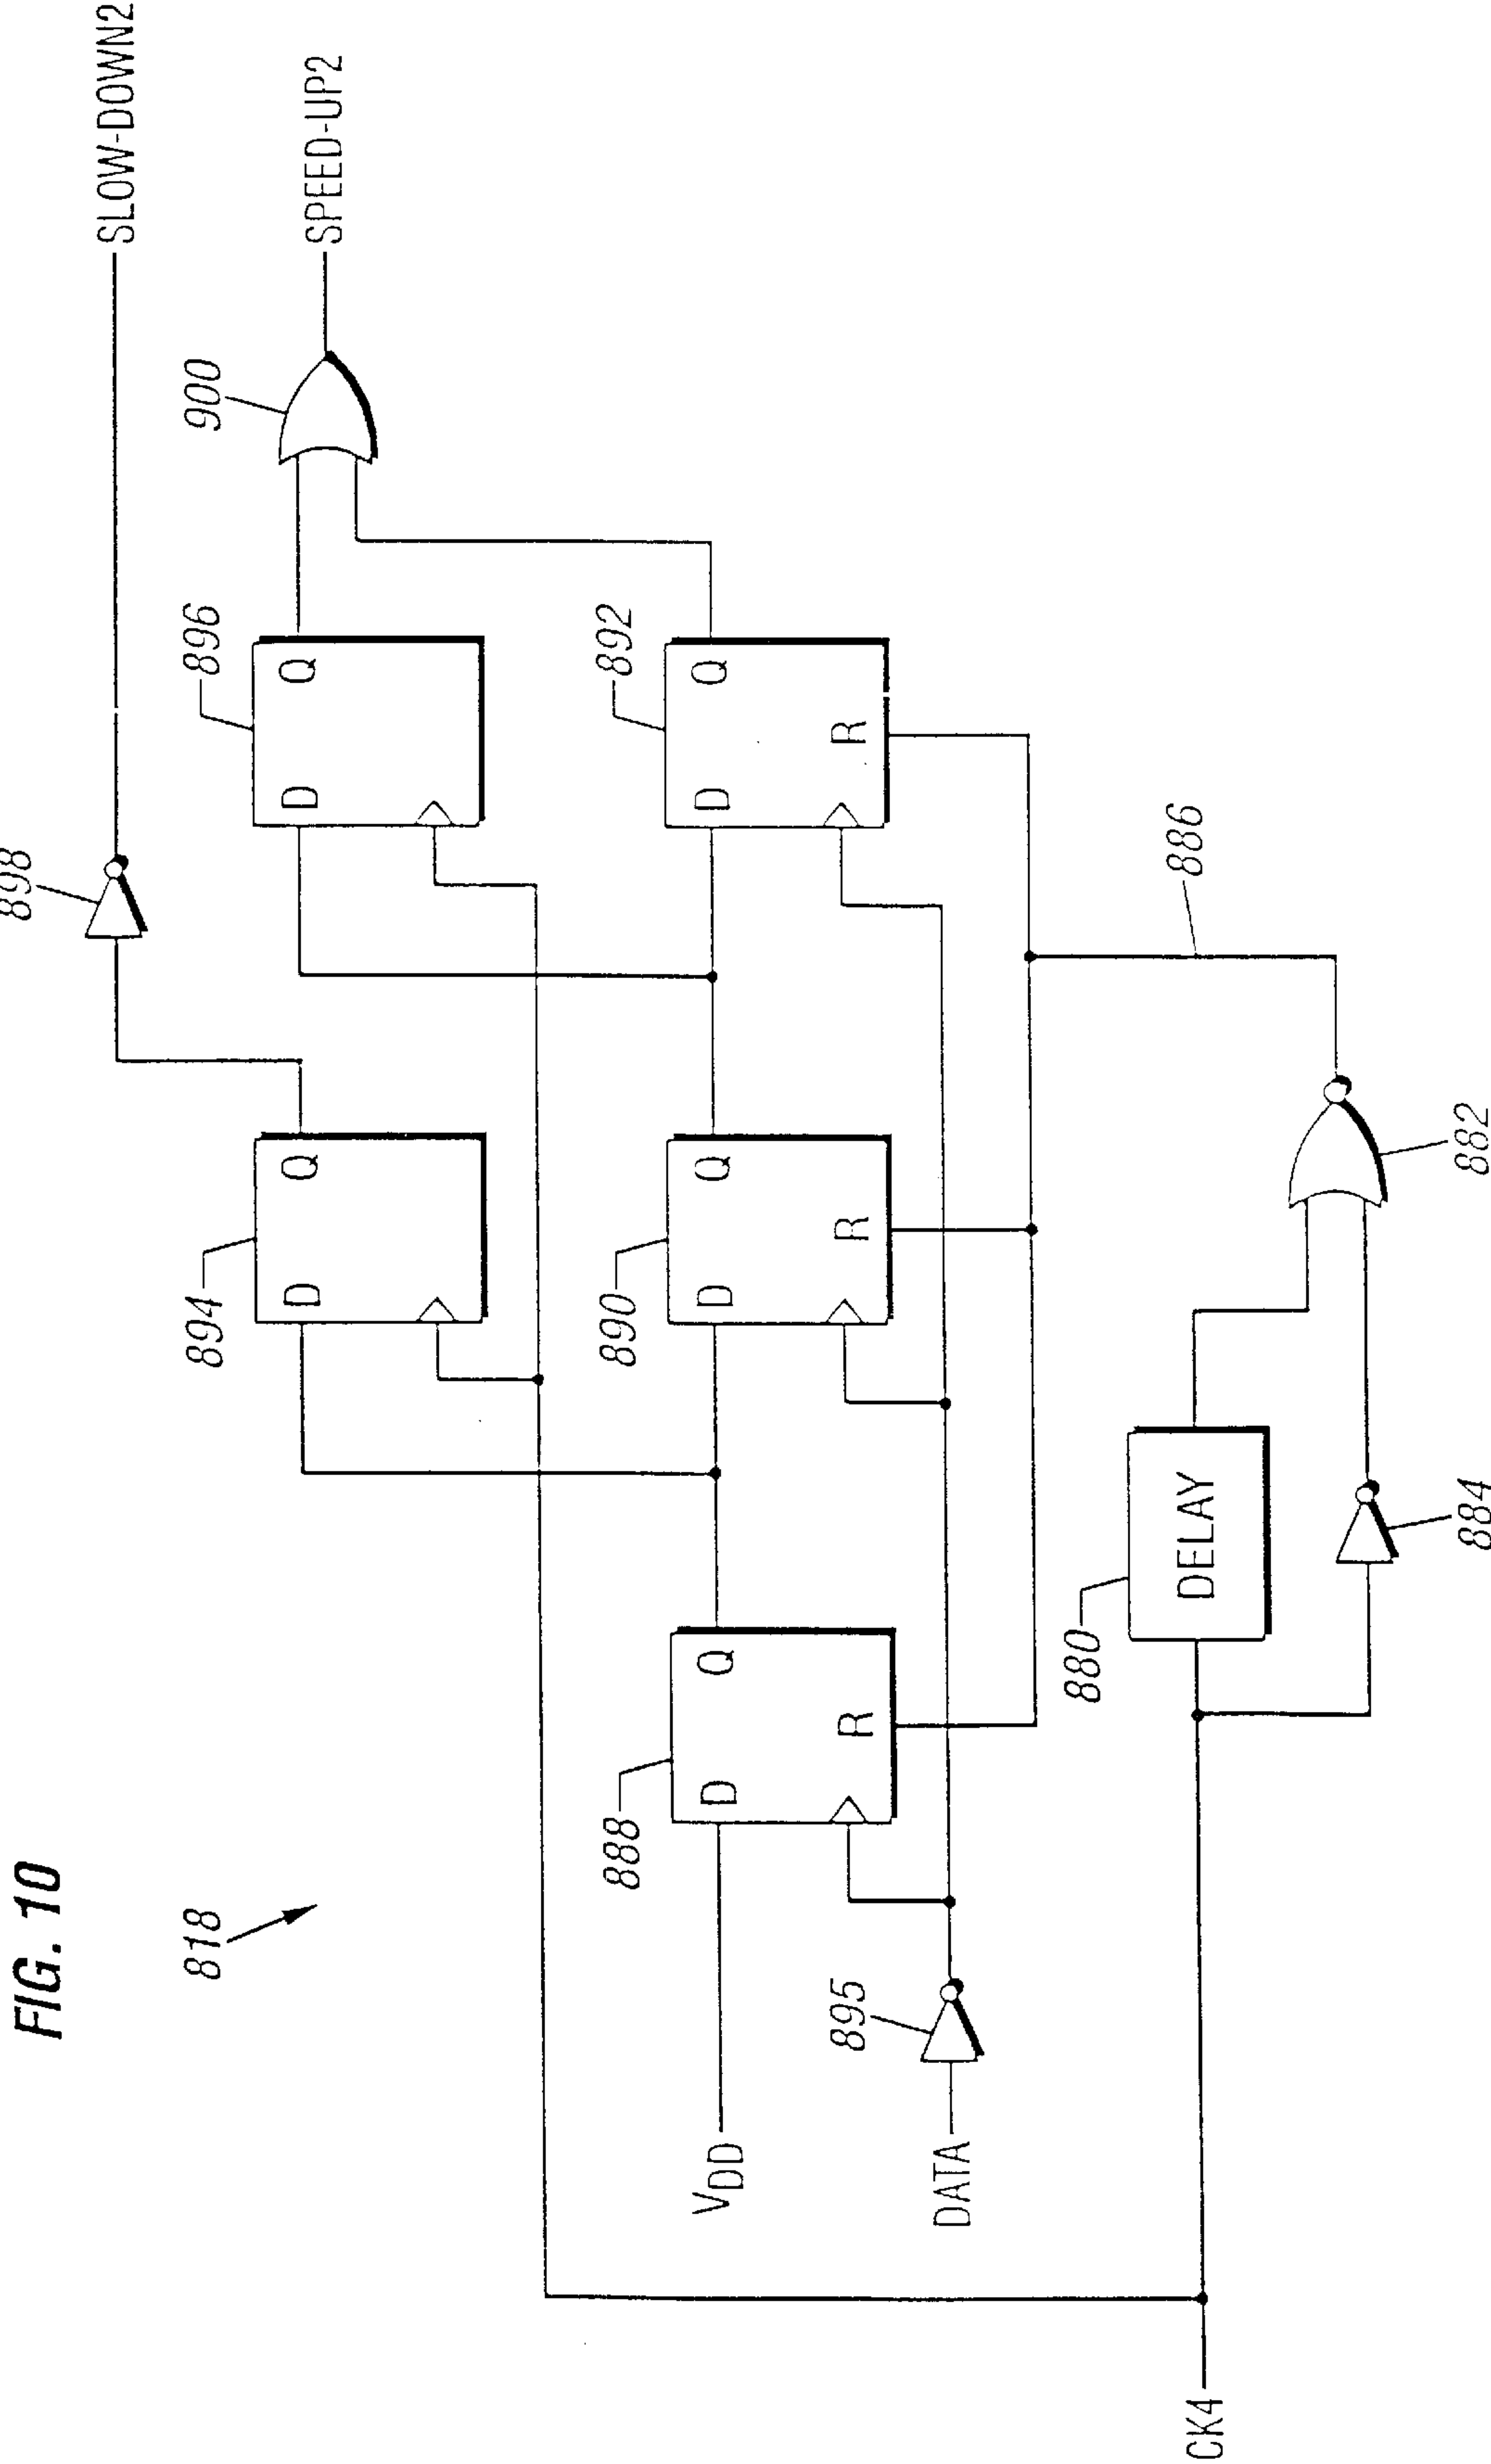 FIG. 10
818
898
SLOW-DOWN2
894
D Q
896
D Q
900
SPEED-UP2
VDD
888
D Q
R
890
D Q
R
892
D Q
R
DATA
895
880
DELAY
886
882
884
CK4